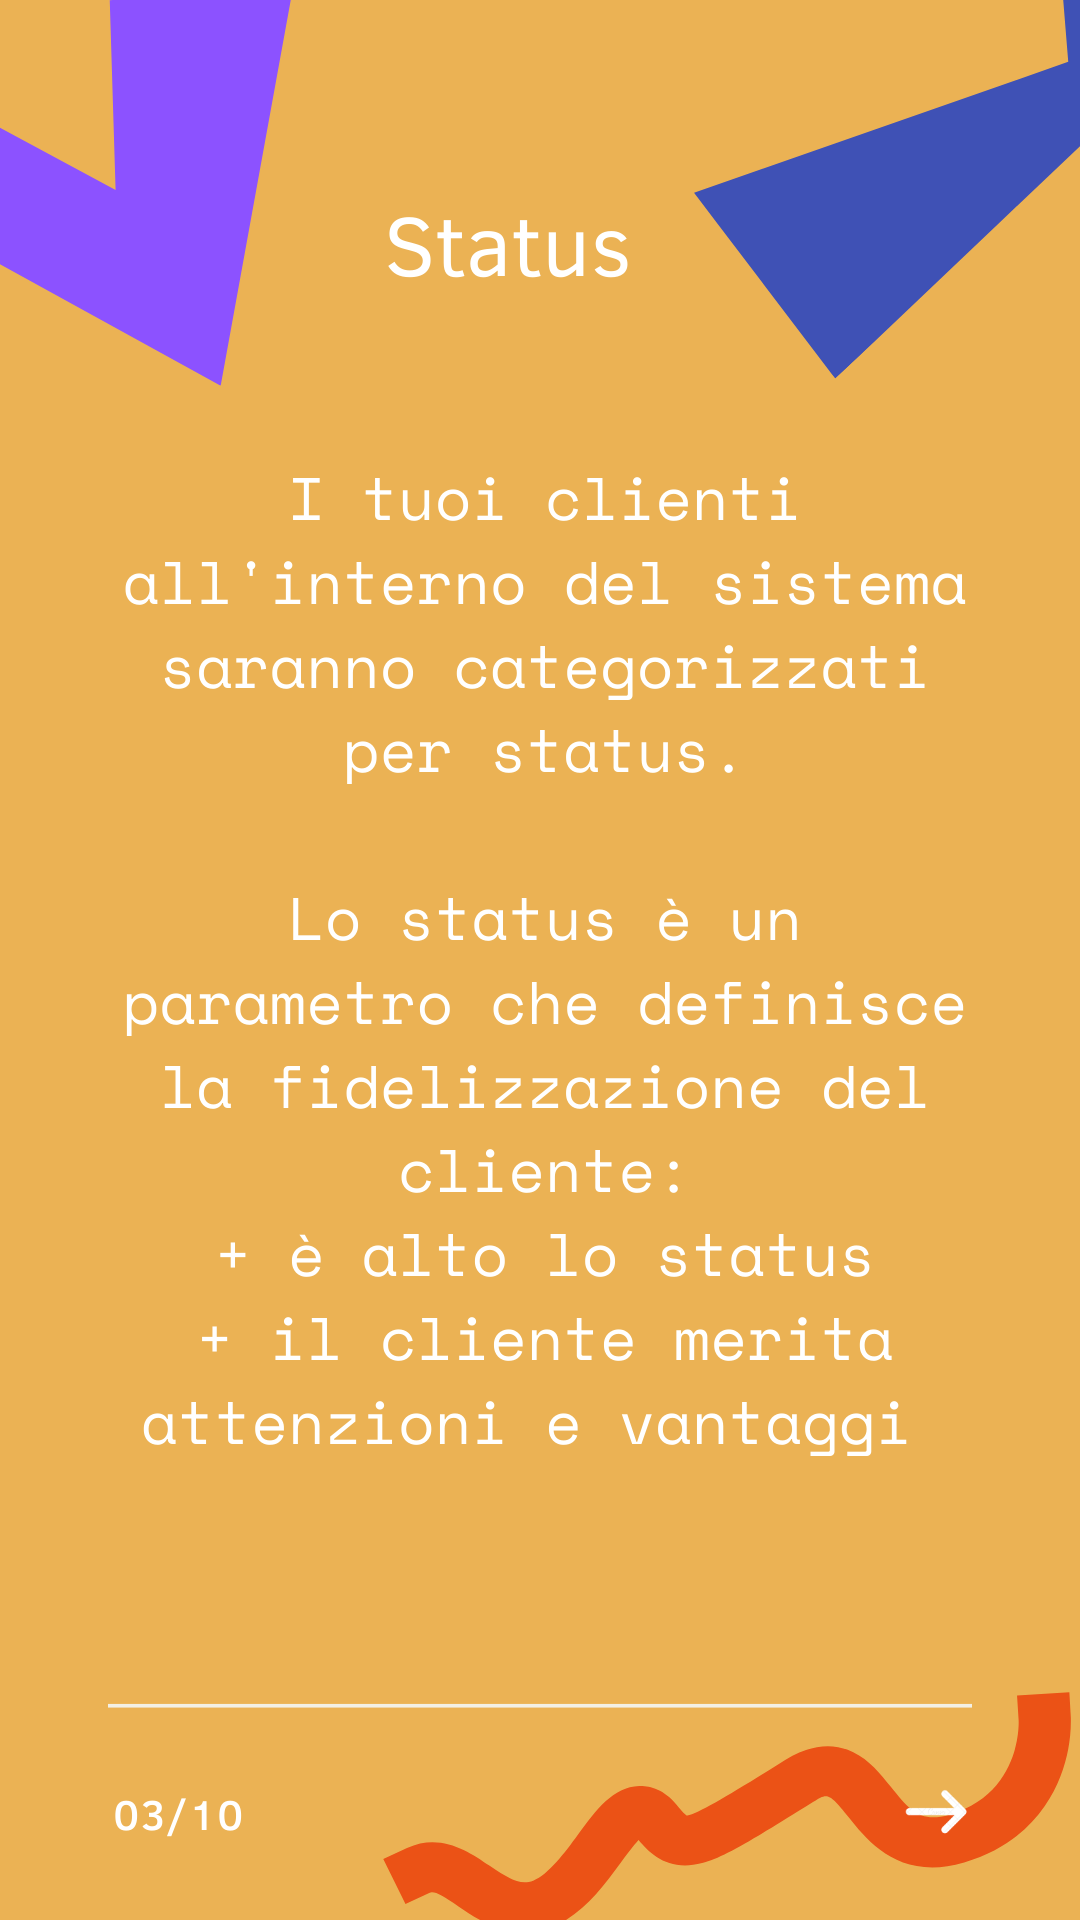 Status
I tuoi clienti
all'interno del sistema
saranno categorizzati
per status.
Lo status è un
parametro che definisce
la fidelizzazione del
cliente:
+ è alto lo status
+ il cliente merita
attenzioni e vantaggi
03/10